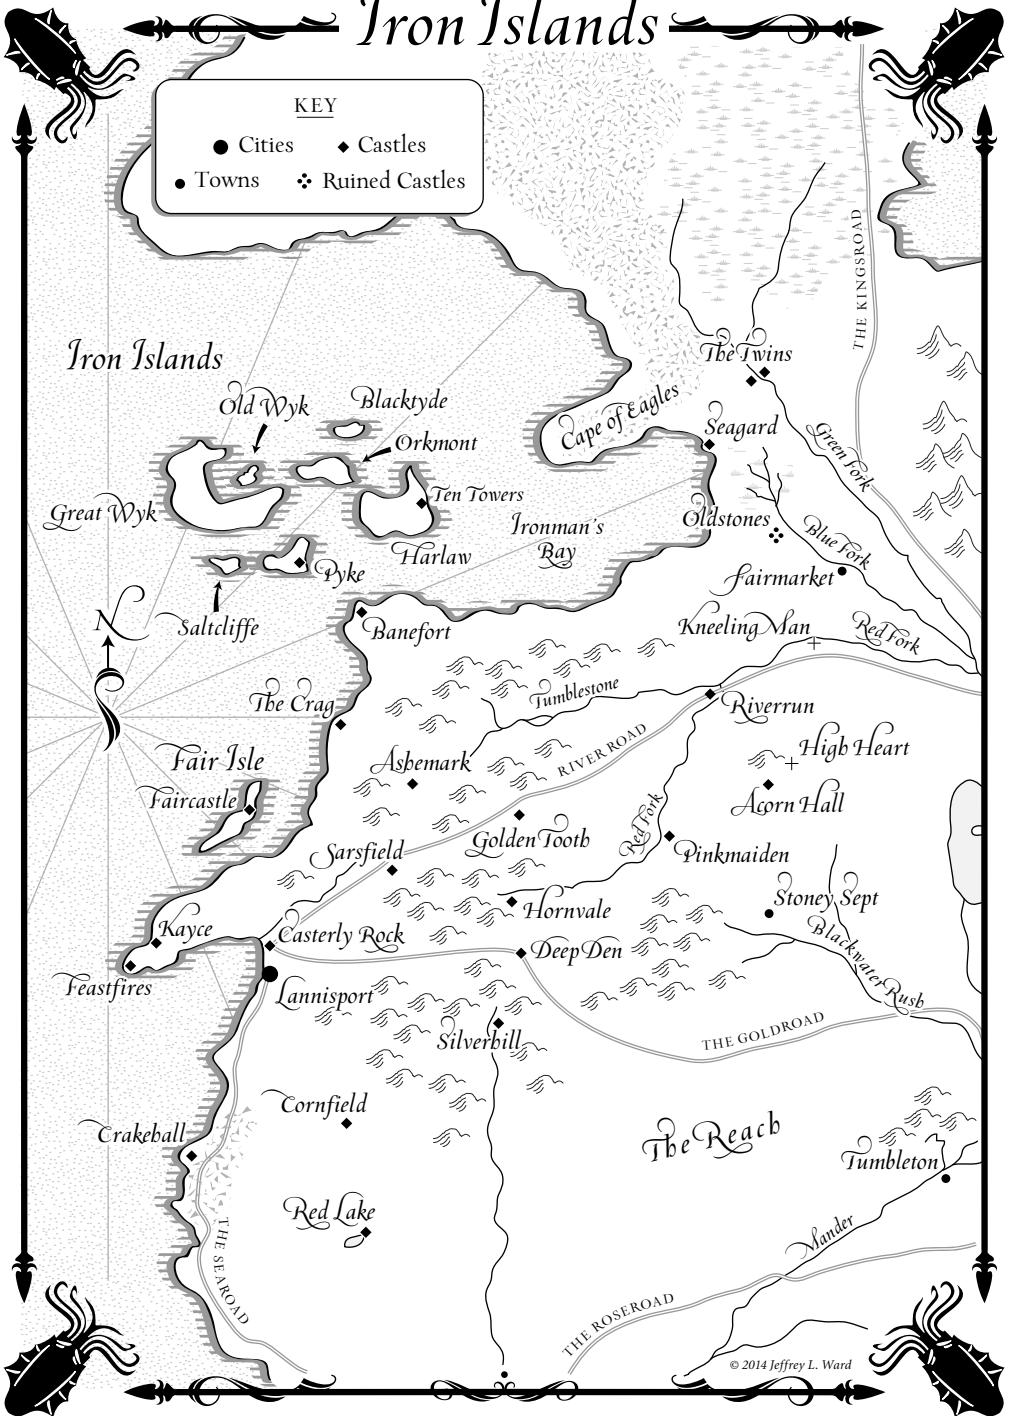 Iron Islands
KEY
Cities
Castles
Towns
Ruined Castles
THE KINGSROAD
Iron Islands
The Twins
Old Wyk
Blacktyde
Cape of Eagles
Seagard
Orkmont
Green Fork
Ten Towers
Great Wyk
Ironman's
Bay
Oldstones
Blue Fork
Harlaw
Pyke
Fairmarket
N
Saltcliffe
Banefort
Kneeling Man
Red Fork
The Crag
Tumblestone
Riverrun
RIVER ROAD
High Heart
Fair Isle
Ashemark
Faircastle
Acorn Hall
Red Fork
Golden Tooth
Sarsfield
Pinkmaiden
Stoney Sept
Hornvale
Kayce
Casterly Rock
Deep Den
Blackwater Rush
Feastfires
Lannisport
Silverhill
THE GOLDROAD
Cornfield
Crakehall
The Reach
Tumbleton
Red Lake
Mander
THE SEAROAD
THE ROSEROAD
© 2014 Jeffrey L. Ward